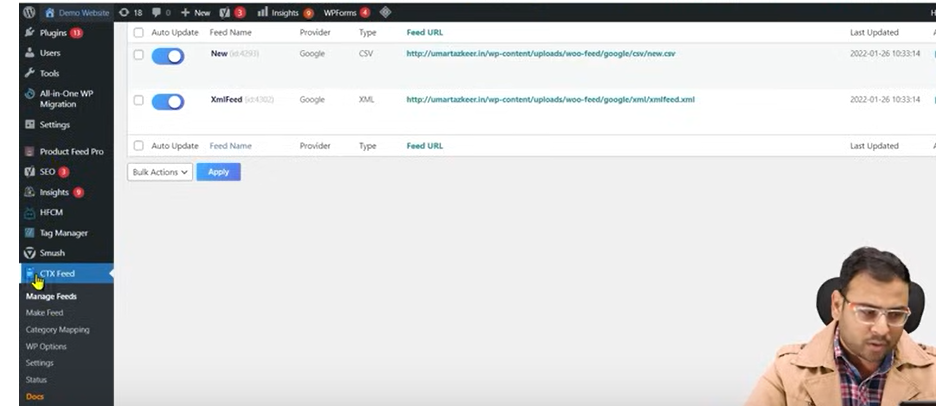 Demo Website 18 0 + New 3 Insights 9 WPForms 4 H
Plugins 13
Users
Tools
All-in-One WP
Migration
Settings
Product Feed Pro
SEO 3
Insights 9
HFCM
Tag Manager
Smush
CTX Feed
Manage Feeds
Make Feed
Category Mapping
WP Options
Settings
Status
Docs
Auto Update Feed Name Provider Type Feed URL Last Updated A
New (id:4293) Google CSV http://umartazkeer.in/wp-content/uploads/woo-feed/google/csv/new.csv 2022-01-26 10:33:14
XmlFeed (id:4302) Google XML http://umartazkeer.in/wp-content/uploads/woo-feed/google/xml/xmlfeed.xml 2022-01-26 10:33:14
Auto Update Feed Name Provider Type Feed URL Last Updated A
Bulk Actions Apply